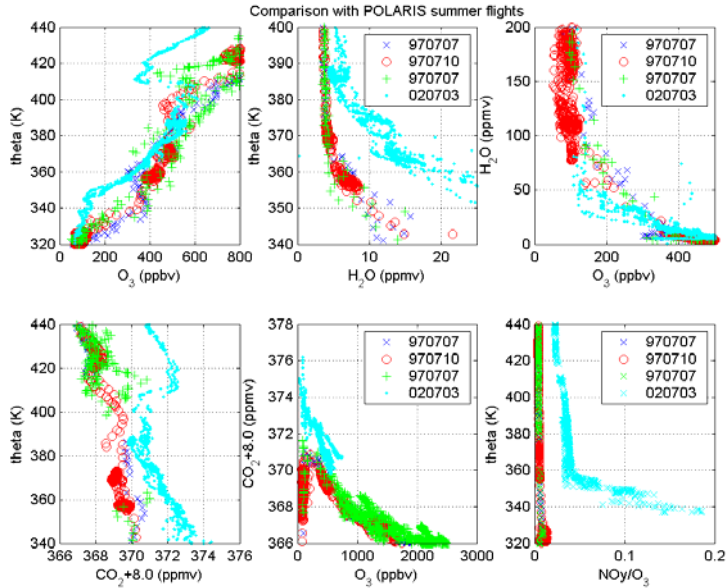 Comparison with POLARIS summer flights
440
420
400
380
360
340
320
theta (K)
0 200 400 600 800
O3 (ppbv)
400
390
380
370
360
350
340
theta (K)
0 10 20
H2O (ppmv)
970707
970710
970707
020703
200
150
100
50
0
H2O (ppmv)
0 200 400
O3 (ppbv)
970707
970710
970707
020703
440
420
400
380
360
340
theta (K)
366 368 370 372 374 376
CO2+8.0 (ppmv)
378
376
374
372
370
368
366
CO2+8.0 (ppmv)
0 1000 2000 3000
O3 (ppbv)
970707
970710
970707
020703
440
420
400
380
360
340
320
theta (K)
0 0.1 0.2
NOy/O3
970707
970710
970707
020703